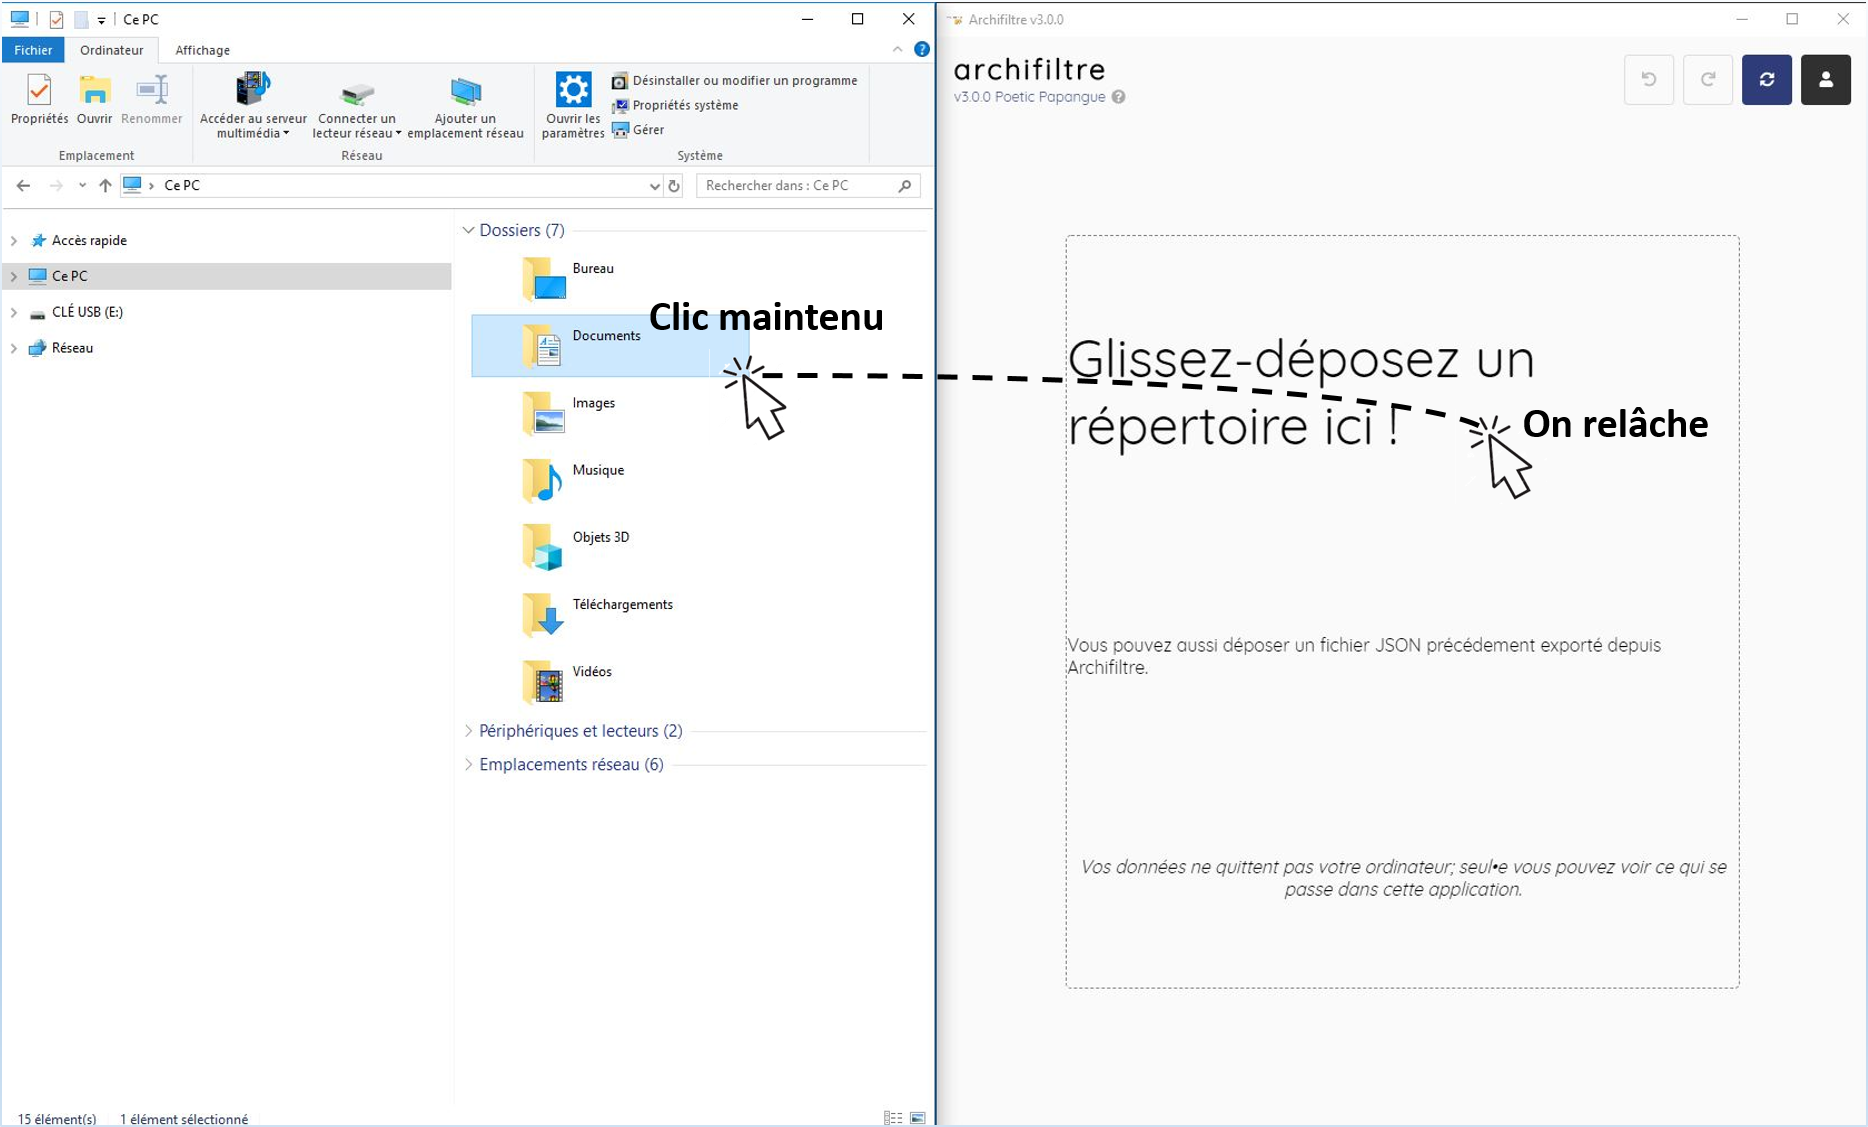 Ce PC
Fichier
Ordinateur
Affichage
Propriétés
Ouvrir
Renommer
Emplacement
Accéder au serveur
multimédia
Connecter un
lecteur réseau
Ajouter un
emplacement réseau
Réseau
Ouvrir les
paramètres
Désinstaller ou modifier un programme
Propriétés système
Gérer
Système
Ce PC
Rechercher dans : Ce PC
Accès rapide
Ce PC
CLÉ USB (E:)
Réseau
Dossiers (7)
Bureau
Documents
Images
Musique
Objets 3D
Téléchargements
Vidéos
Périphériques et lecteurs (2)
Emplacements réseau (6)
15 élément(s)
1 élément sélectionné
Clic maintenu
Archifiltre v3.0.0
archifiltre
v3.0.0 Poetic Papangue
Glissez-déposez un
répertoire ici !
On relâche
Vous pouvez aussi déposer un fichier JSON précédement exporté depuis
Archifiltre.
Vos données ne quittent pas votre ordinateur; seul•e vous pouvez voir ce qui se
passe dans cette application.